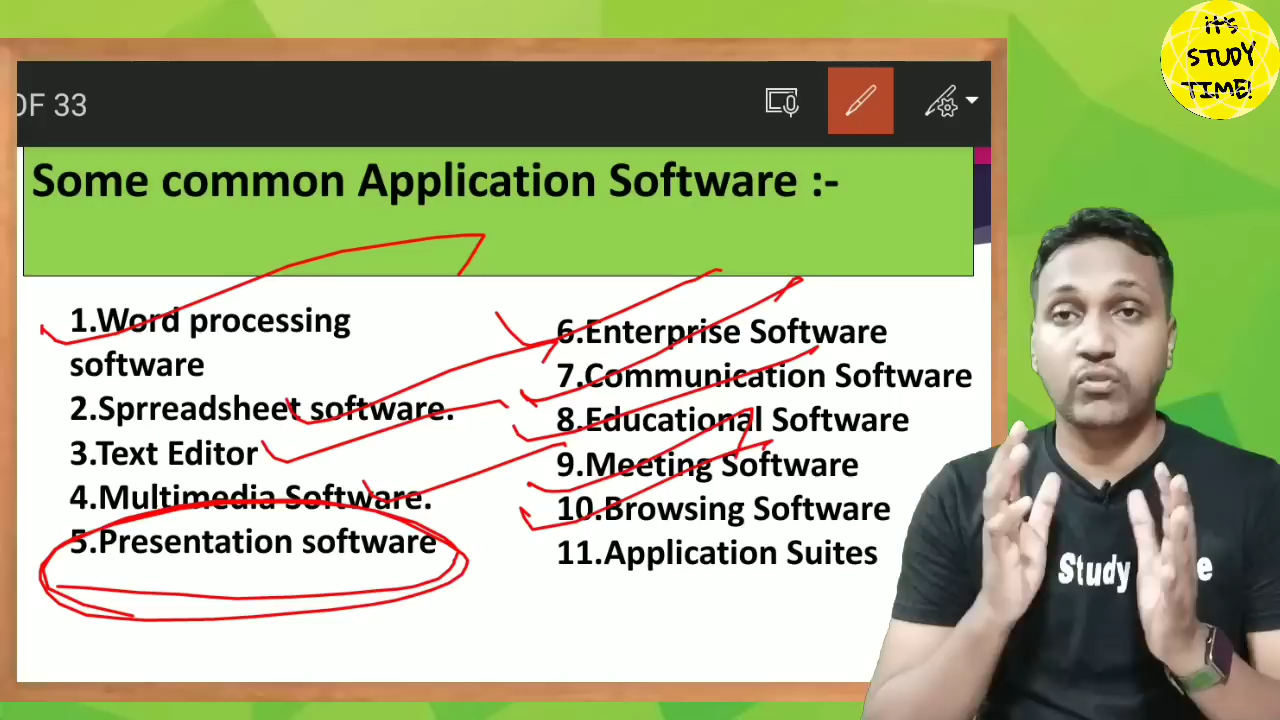 OF 33
IT'S
STUDY
TIME!
Some common Application Software :-
1.Word processing
software
2.Sprreadsheet software.
3.Text Editor
4.Multimedia Software.
5.Presentation software
6.Enterprise Software
7.Communication Software
8.Educational Software
9.Meeting Software
10.Browsing Software
11.Application Suites
Study